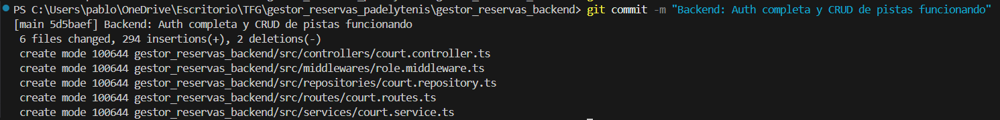 PS C:\Users\pablo\OneDrive\Escritorio\TFG\gestor_reservas_padelytenis\gestor_reservas_backend> git commit -m "Backend: Auth completa y CRUD de pistas funcionando"
[main 5d5baef] Backend: Auth completa y CRUD de pistas funcionando
 6 files changed, 294 insertions(+), 2 deletions(-)
 create mode 100644 gestor_reservas_backend/src/controllers/court.controller.ts
 create mode 100644 gestor_reservas_backend/src/middlewares/role.middleware.ts
 create mode 100644 gestor_reservas_backend/src/repositories/court.repository.ts
 create mode 100644 gestor_reservas_backend/src/routes/court.routes.ts
 create mode 100644 gestor_reservas_backend/src/services/court.service.ts